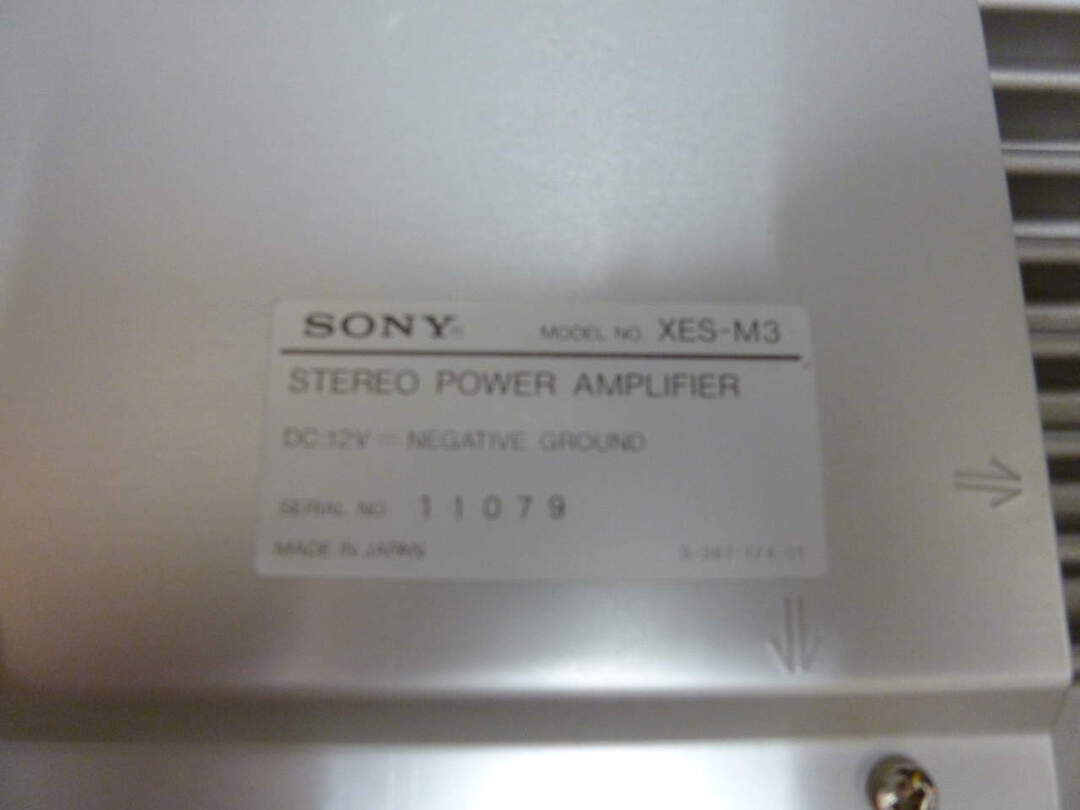 SONY® MODEL NO. XES-M3
STEREO POWER AMPLIFIER
DC:12V ⎓ NEGATIVE GROUND
SERIAL NO. 11079
MADE IN JAPAN